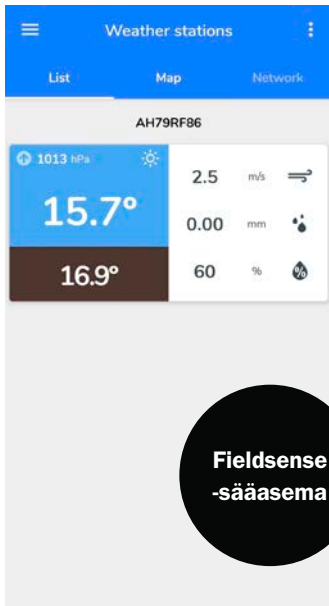 Weather stations
List Map Network
AH79RF86
1013 hPa
15.7°
16.9°
2.5 m/s
0.00 mm
60 %
%
Fieldsense
-sääasema